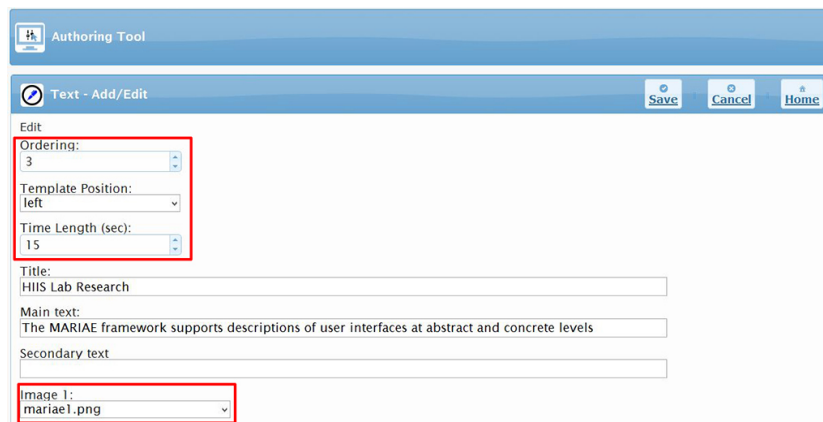 Authoring Tool
Text - Add/Edit
Save
Cancel
Home
Edit
Ordering:
3
Template Position:
left
Time Length (sec):
15
Title:
HIIS Lab Research
Main text:
The MARIAE framework supports descriptions of user interfaces at abstract and concrete levels
Secondary text
Image 1:
mariae1.png